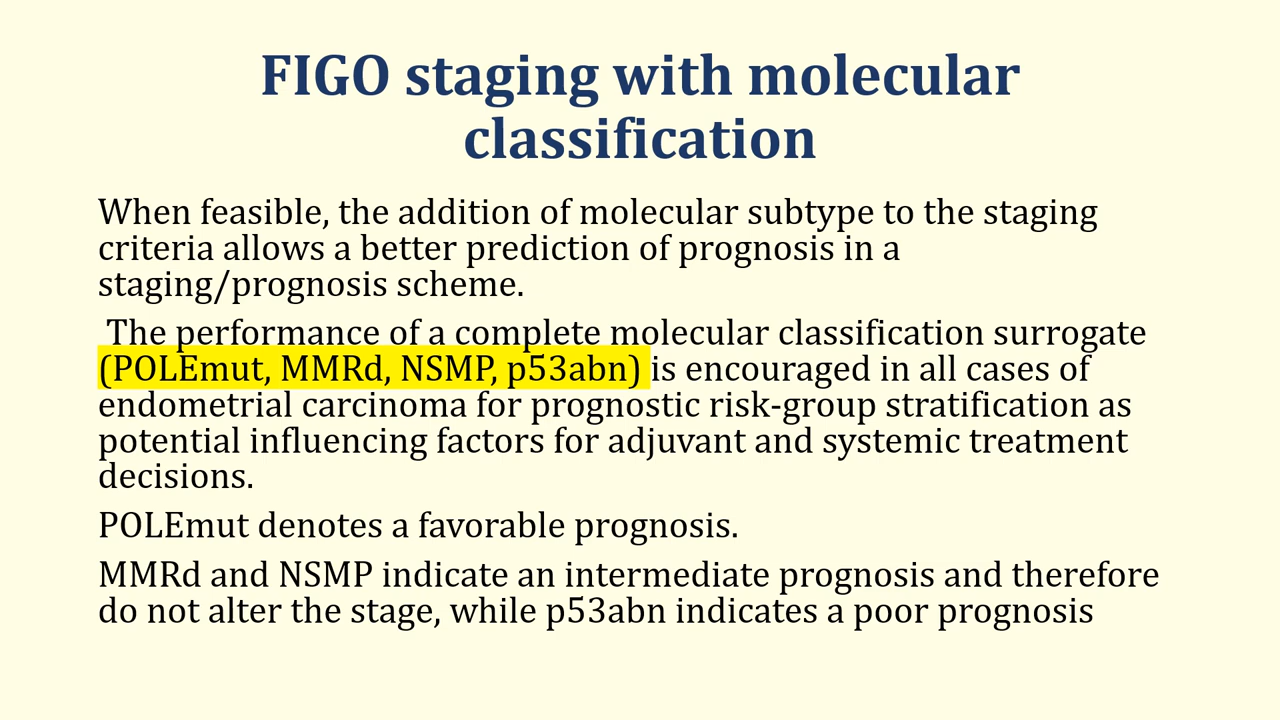 FIGO staging with molecular
classification
When feasible, the addition of molecular subtype to the staging
criteria allows a better prediction of prognosis in a
staging/prognosis scheme.
The performance of a complete molecular classification surrogate
(POLEmut, MMRd, NSMP, p53abn) is encouraged in all cases of
endometrial carcinoma for prognostic risk-group stratification as
potential influencing factors for adjuvant and systemic treatment
decisions.
POLEmut denotes a favorable prognosis.
MMRd and NSMP indicate an intermediate prognosis and therefore
do not alter the stage, while p53abn indicates a poor prognosis